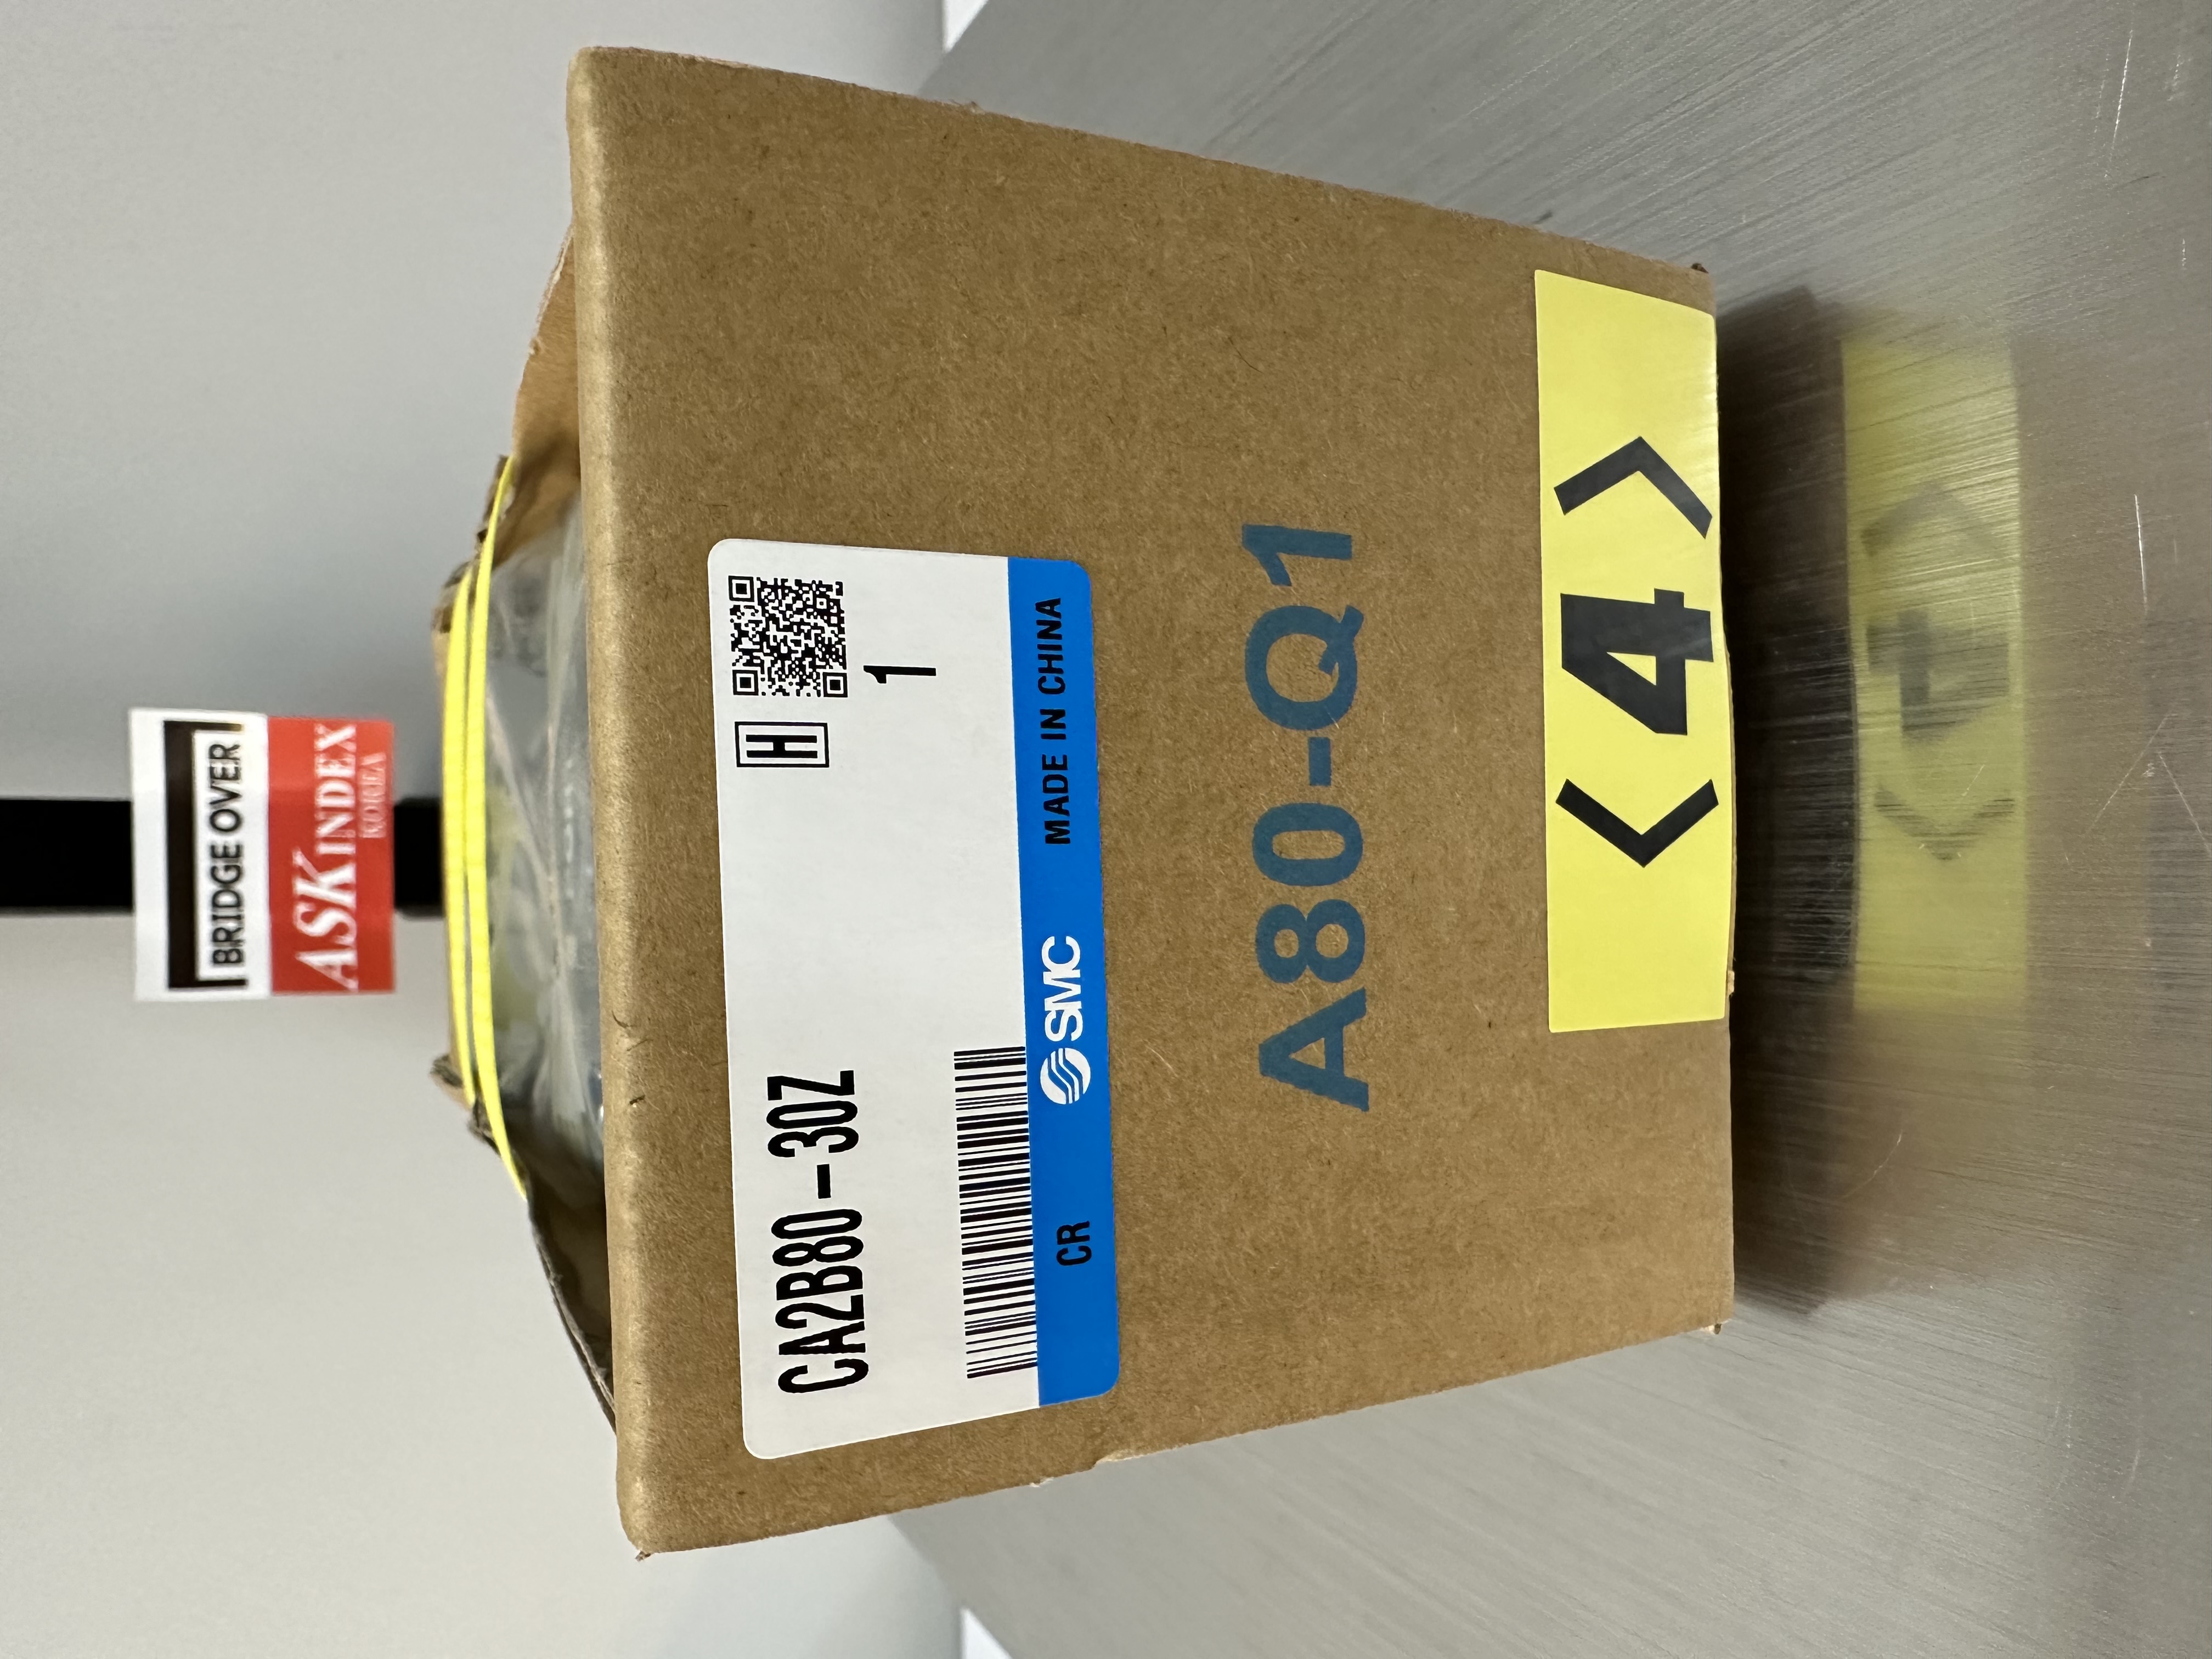 BRIDGE OVER
ASKINDEX
KOREA
CA2B80-30Z
H
1
CR
SMC
MADE IN CHINA
A80-Q1
<4>